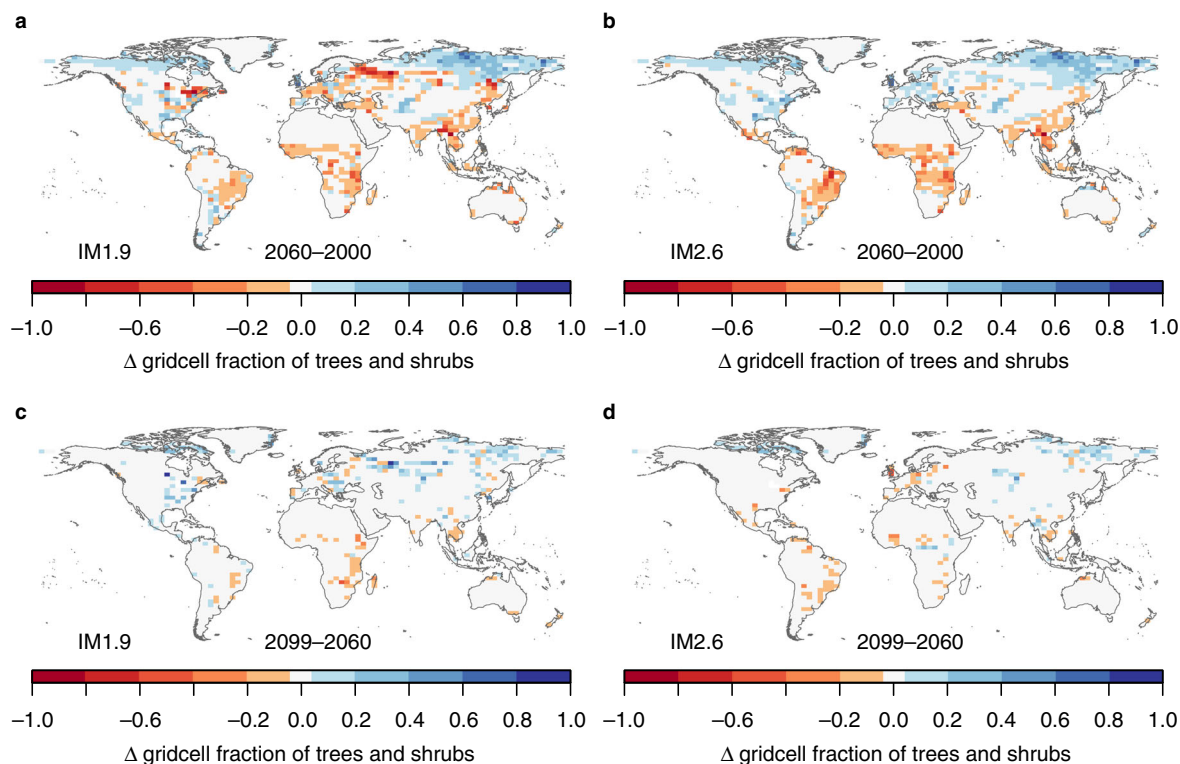 a
IM1.9 2060–2000
−1.0 −0.6 −0.2 0.0 0.2 0.4 0.6 0.8 1.0
Δ gridcell fraction of trees and shrubs
b
IM2.6 2060–2000
−1.0 −0.6 −0.2 0.0 0.2 0.4 0.6 0.8 1.0
Δ gridcell fraction of trees and shrubs
c
IM1.9 2099–2060
−1.0 −0.6 −0.2 0.0 0.2 0.4 0.6 0.8 1.0
Δ gridcell fraction of trees and shrubs
d
IM2.6 2099–2060
−1.0 −0.6 −0.2 0.0 0.2 0.4 0.6 0.8 1.0
Δ gridcell fraction of trees and shrubs